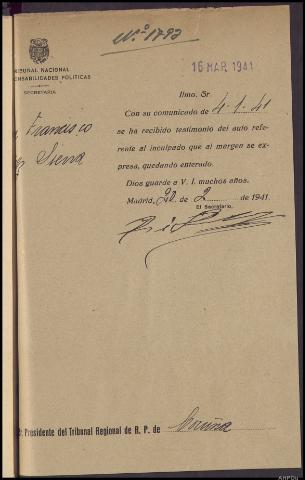 Nº 1793
16 MAR. 1941
TRIBUNAL NACIONAL
RESPONSABILIDADES POLITICAS
SECRETARIA
Francisco
Sierra
Ilmo. Sr.
Con su comunicado de 4-1-41
se ha recibido testimonio del auto refe-
rente al inculpado que al margen se ex-
presa, quedando enterado.
Dios guarde a V. I. muchos años.
Madrid, 22 de 2 de 1941.
El Secretario,
Presidente del Tribunal Regional de R. P. de Coruña